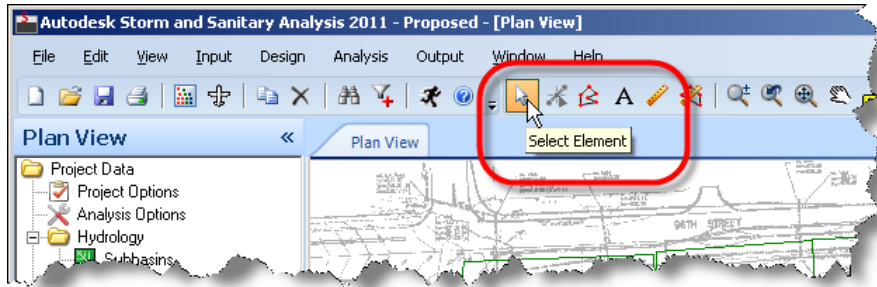 Autodesk Storm and Sanitary Analysis 2011 - Proposed - [Plan View]
File Edit View Input Design Analysis Output Window Help
A
Plan View « Plan View
Select Element
Project Data
Project Options
Analysis Options
Hydrology
Subbasins
96TH STREET